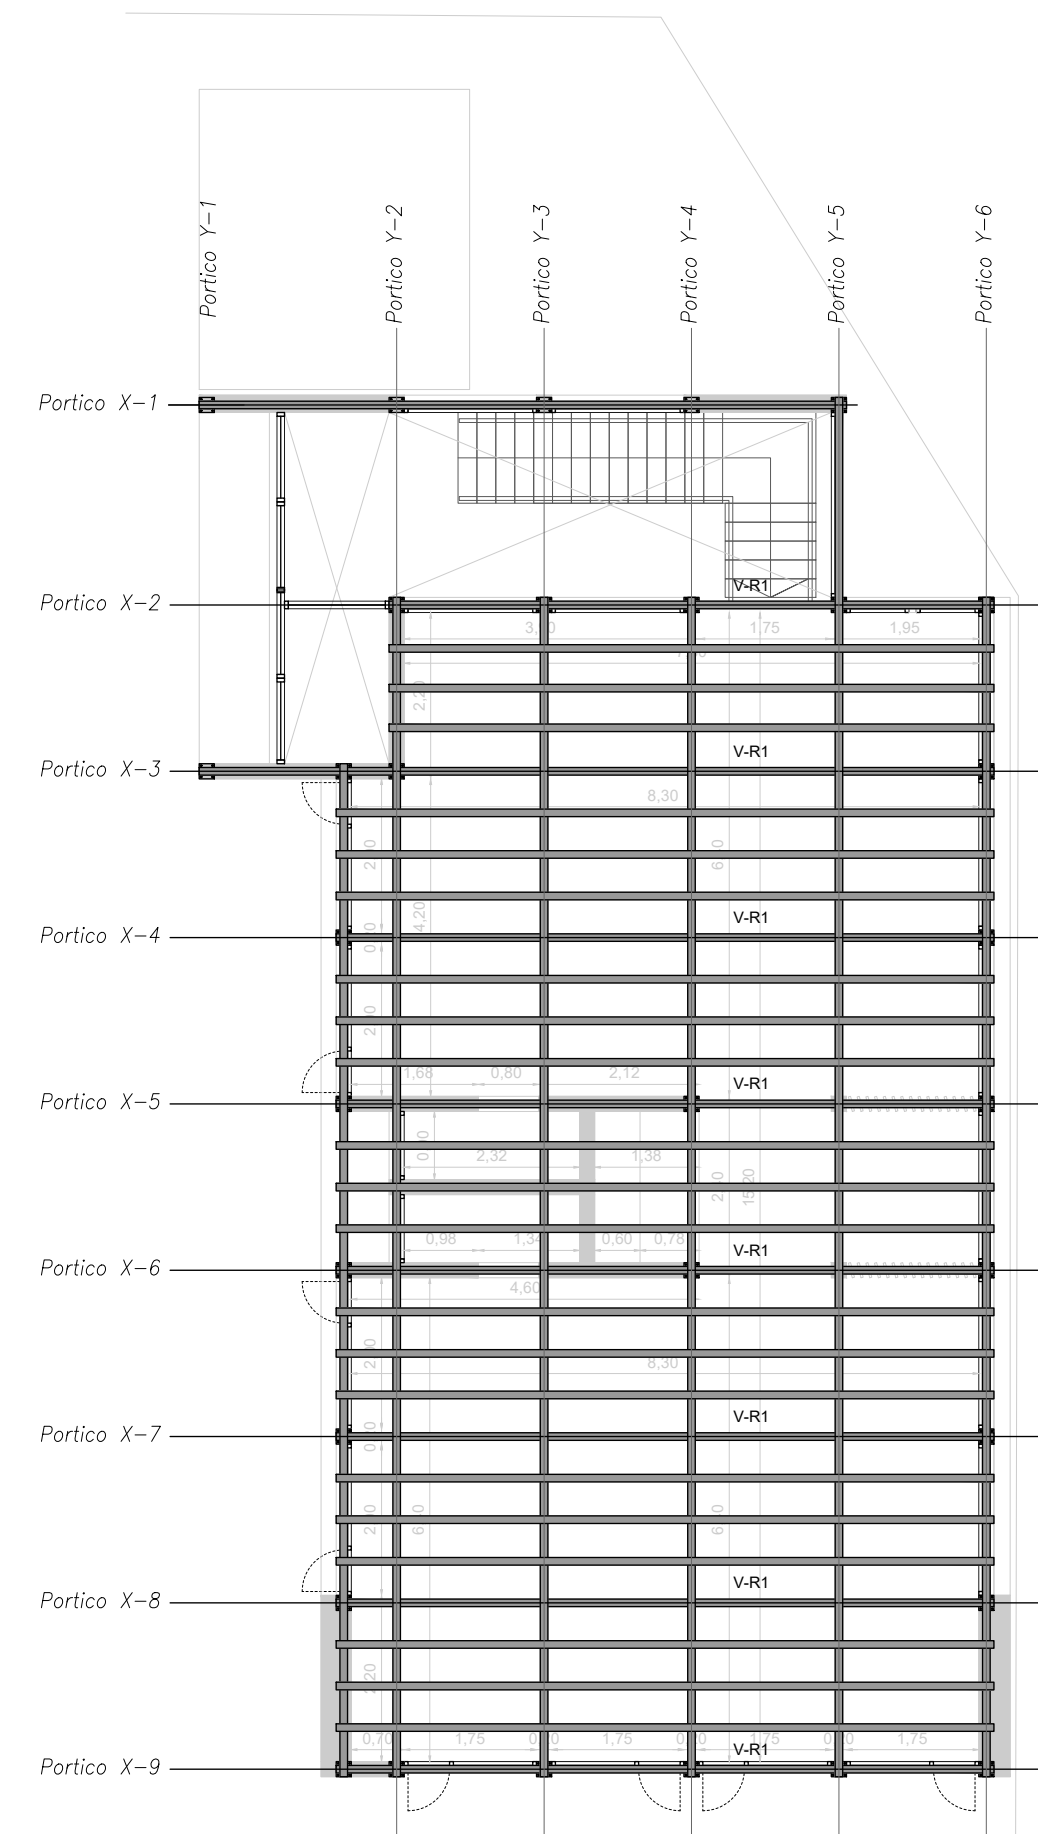 Portico Y-1
Portico Y-2
Portico Y-3
Portico Y-4
Portico Y-5
Portico Y-6
Portico X-1
V-R1
Portico X-2
1,75
1,95
V-R1
Portico X-3
8,30
4,20
V-R1
Portico X-4
1,68
0,80
2,12
V-R1
Portico X-5
2,32
1,38
0,98
0,60
0,78
V-R1
Portico X-6
4,60
8,30
V-R1
Portico X-7
V-R1
Portico X-8
0,70
1,75
1,75
1,75
1,75
V-R1
Portico X-9